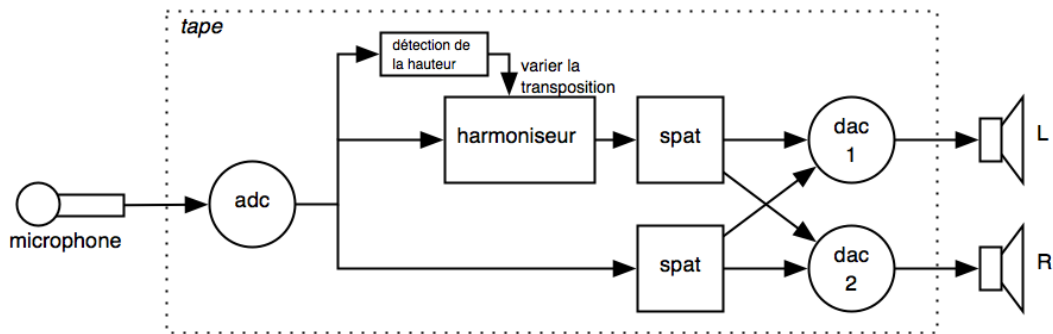 tape
détection de
la hauteur
varier la
transposition
harmoniseur
spat
dac
1
L
adc
microphone
spat
dac
2
R